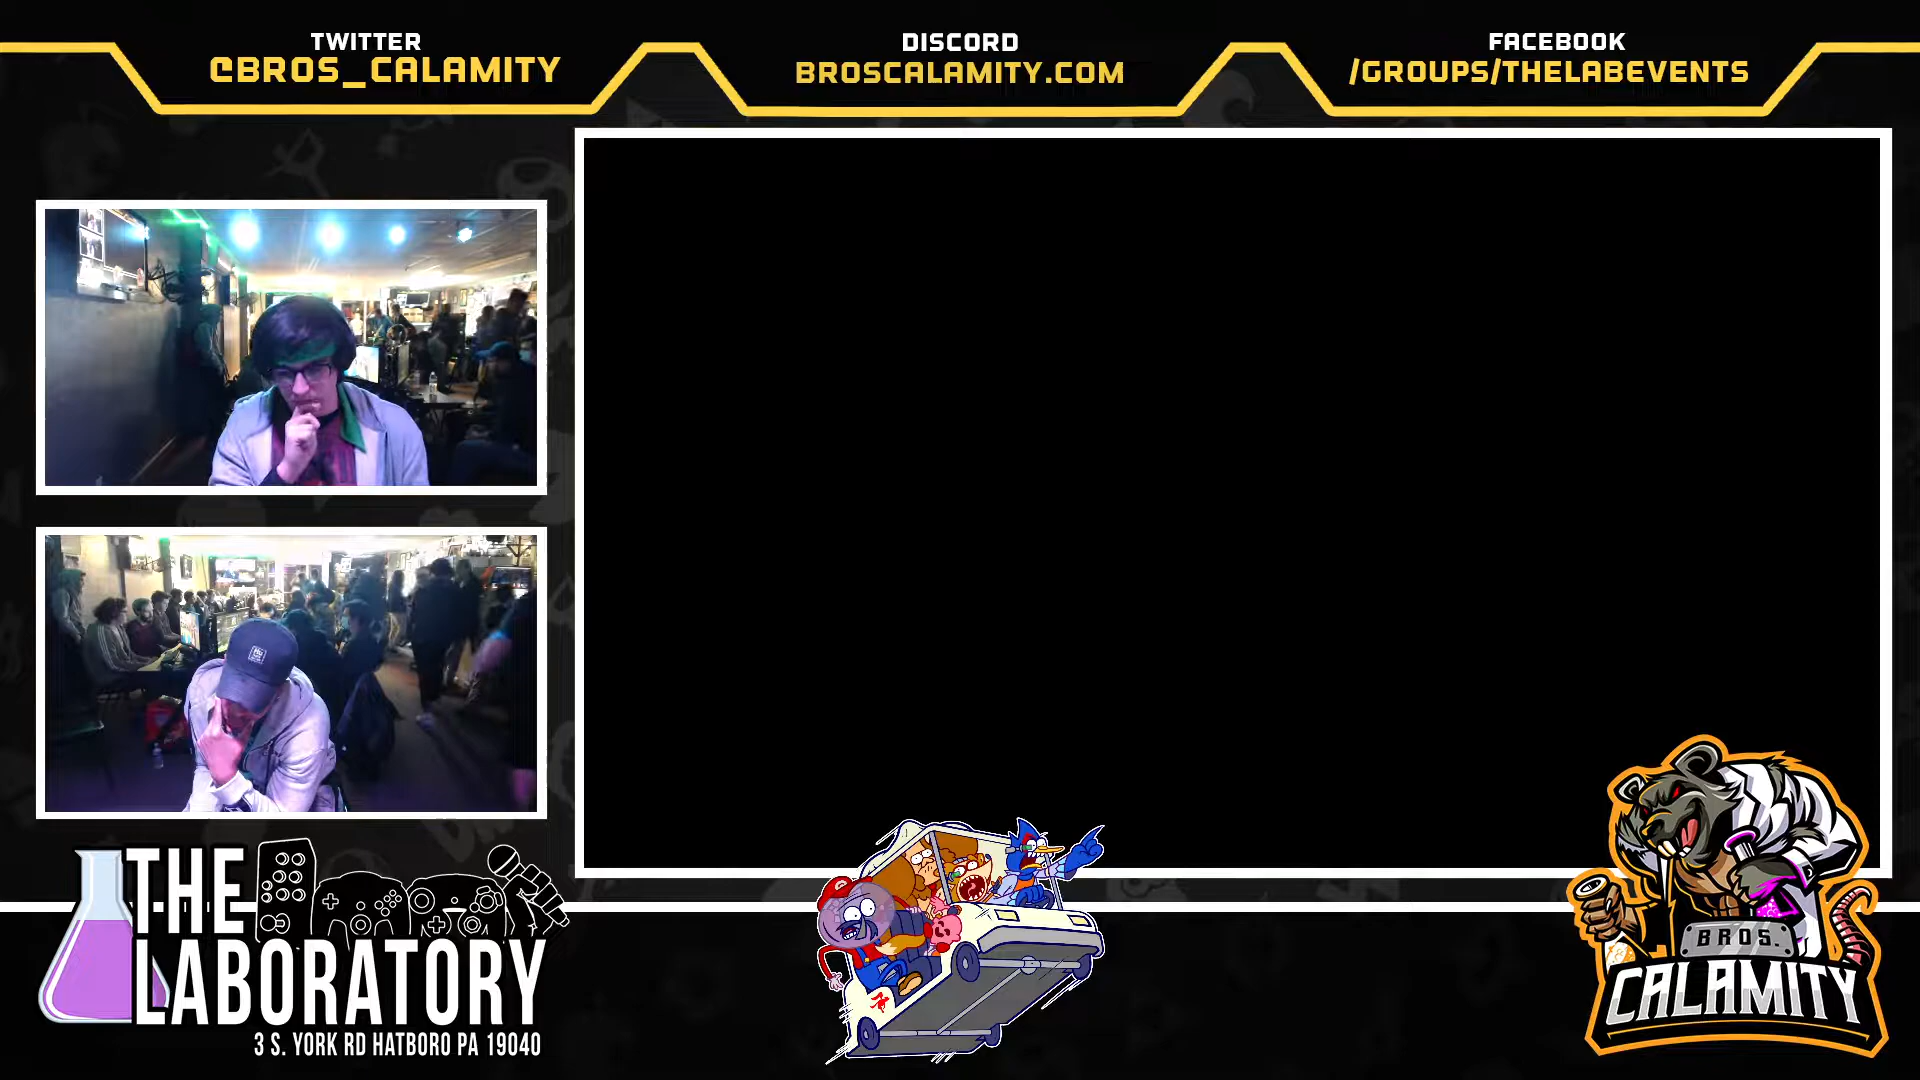 TWITTER
@BROS_CALAMITY
DISCORD
BROSCALAMITY.COM
FACEBOOK
/GROUPS/THELABEVENTS
THE
LABORATORY
3 S. YORK RD HATBORO PA 19040
BROS.
CALAMITY